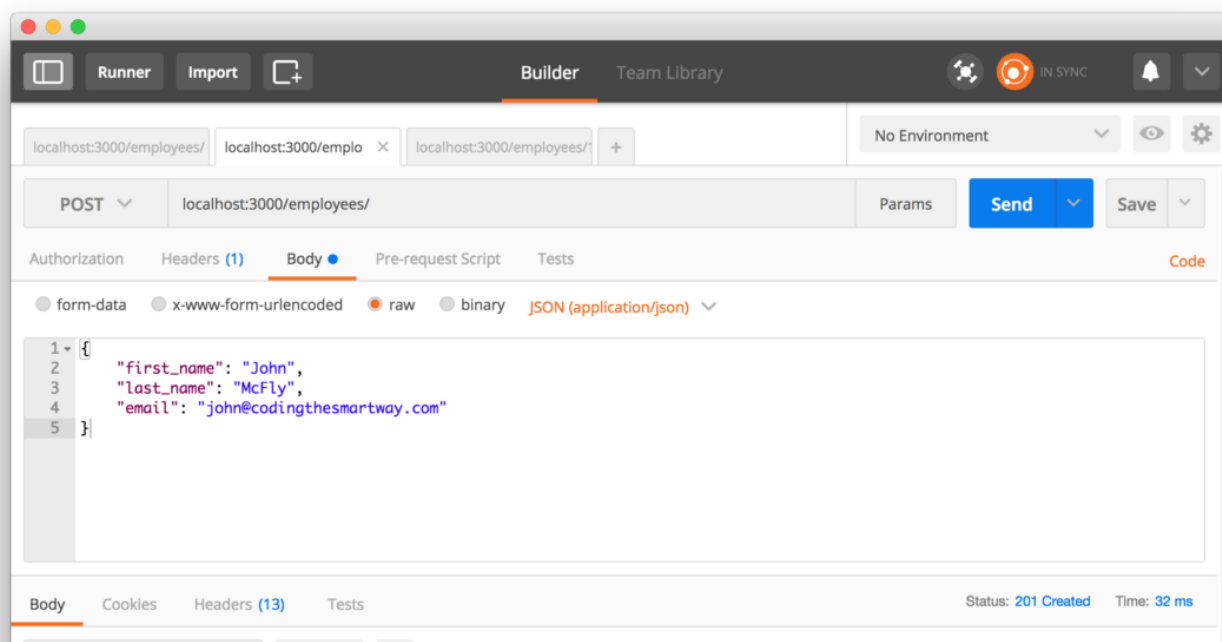 Runner Import Builder Team Library IN SYNC
localhost:3000/employees/ localhost:3000/emplo × localhost:3000/employees/ + No Environment
POST localhost:3000/employees/ Params Send Save
Authorization Headers (1) Body Pre-request Script Tests Code
form-data x-www-form-urlencoded raw binary JSON (application/json)
1 {
2 "first_name": "John",
3 "last_name": "McFly",
4 "email": "john@codingthesmartway.com"
5 }
Body Cookies Headers (13) Tests Status: 201 Created Time: 32 ms